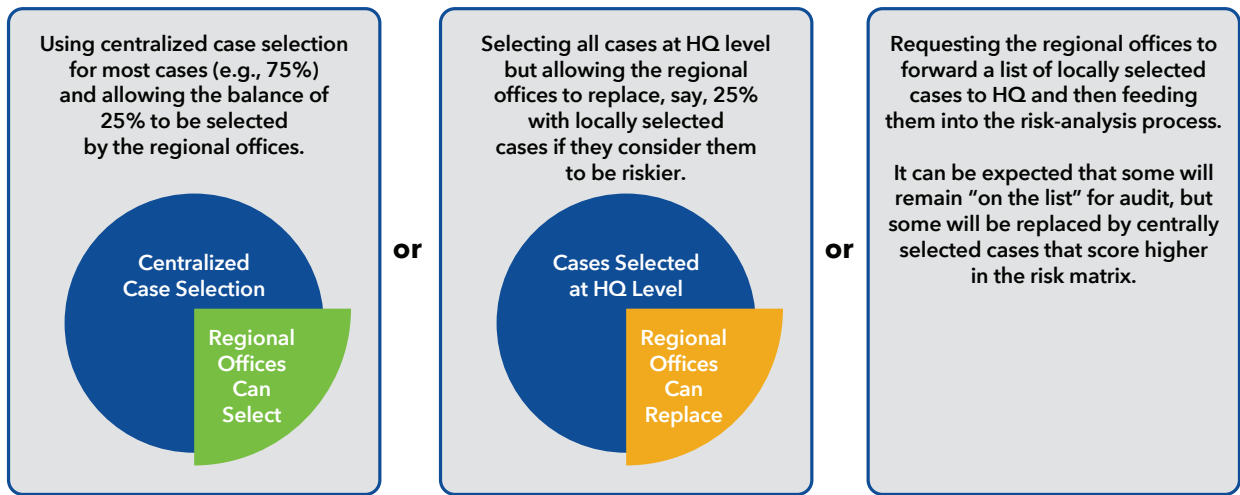 Using centralized case selection
for most cases (e.g., 75%)
and allowing the balance of
25% to be selected
by the regional offices.
Centralized
Case Selection
Regional
Offices
Can
Select
or
Selecting all cases at HQ level
but allowing the regional
offices to replace, say, 25%
with locally selected
cases if they consider them
to be riskier.
Cases Selected
at HQ Level
Regional
Offices
Can
Replace
or
Requesting the regional offices to
forward a list of locally selected
cases to HQ and then feeding
them into the risk-analysis process.
It can be expected that some will
remain “on the list” for audit, but
some will be replaced by centrally
selected cases that score higher
in the risk matrix.